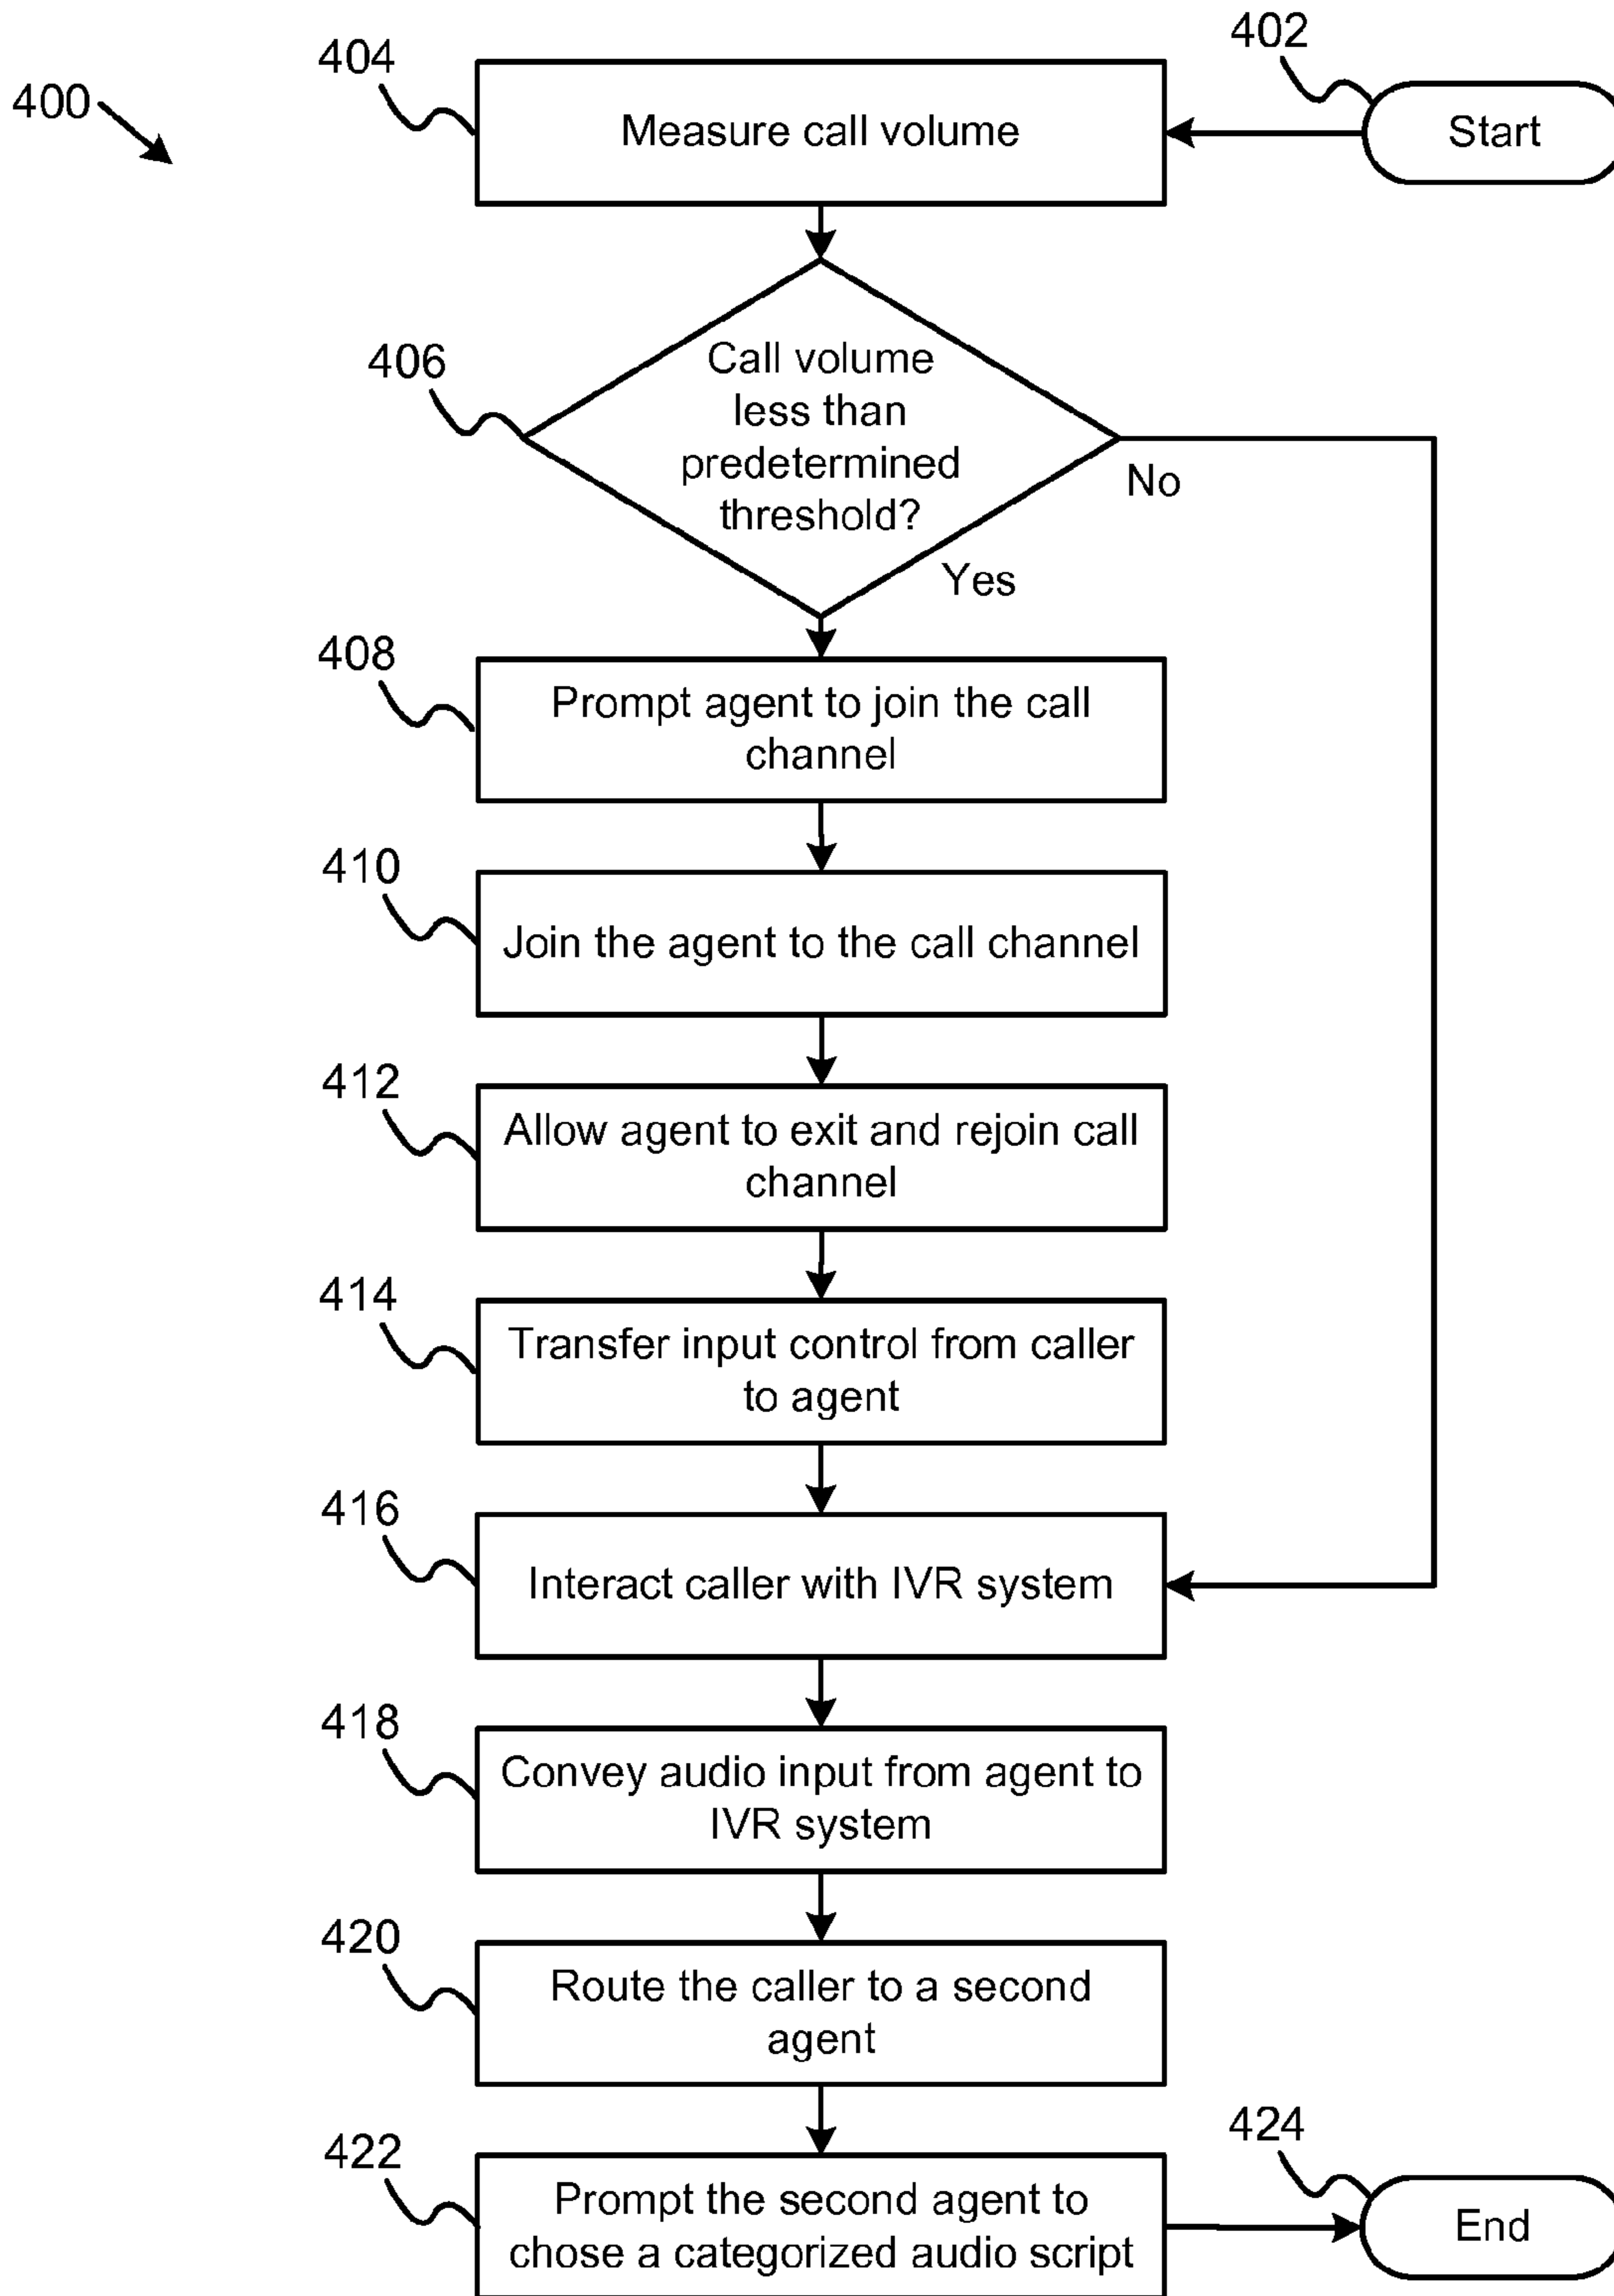 400
402
Start
404
Measure call volume
406
Call volume
less than
predetermined
threshold?
No
Yes
408
Prompt agent to join the call
channel
410
Join the agent to the call channel
412
Allow agent to exit and rejoin call
channel
414
Transfer input control from caller
to agent
416
Interact caller with IVR system
418
Convey audio input from agent to
IVR system
420
Route the caller to a second
agent
422
Prompt the second agent to
chose a categorized audio script
424
End